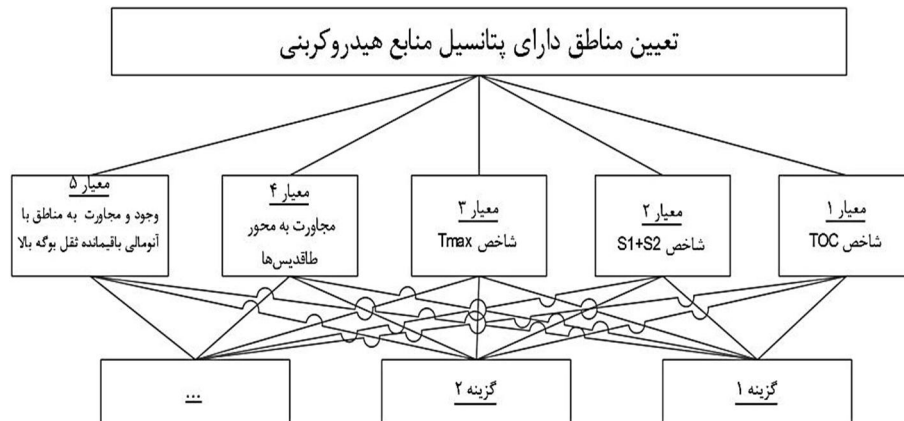 تعیین مناطق دارای پتانسیل منابع هیدروکربنی
معیار ۱
شاخص TOC
معیار ۲
شاخص S1+S2
معیار ۳
شاخص Tmax
معیار ۴
مجاورت به محور
طاقدیس‌ها
معیار ۵
وجود و مجاورت به مناطق با
آنومالی باقیمانده ثقل بوگه بالا
گزینه ۱
گزینه ۲
...